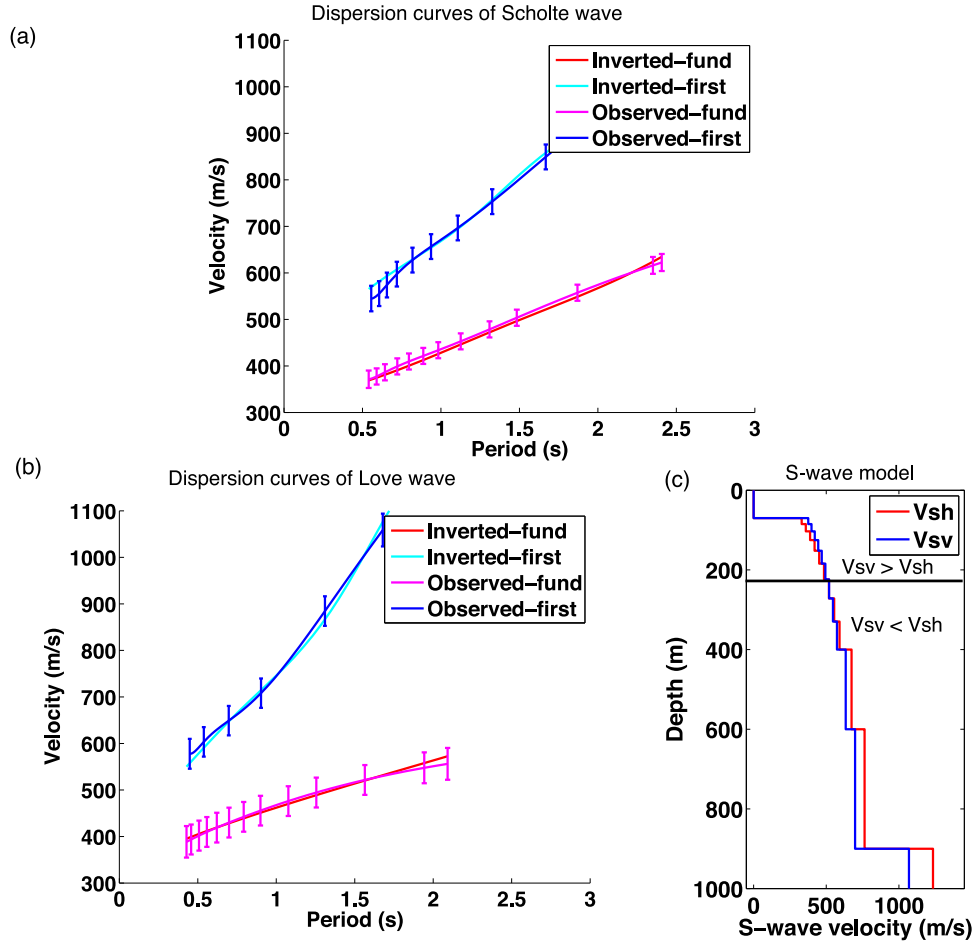 Dispersion curves of Scholte wave
(a)
1100
1000
900
800
700
600
500
400
300
Velocity (m/s)
Inverted–fund
Inverted–first
Observed–fund
Observed–first
0
0.5
1
1.5
2
2.5
3
Period (s)
(b)
Dispersion curves of Love wave
1100
1000
900
800
700
600
500
400
300
Velocity (m/s)
Inverted–fund
Inverted–first
Observed–fund
Observed–first
0
0.5
1
1.5
2
2.5
3
Period (s)
(c)
S-wave model
0
200
400
600
800
1000
Depth (m)
Vsh
Vsv
Vsv > Vsh
Vsv < Vsh
0
500
1000
S–wave velocity (m/s)